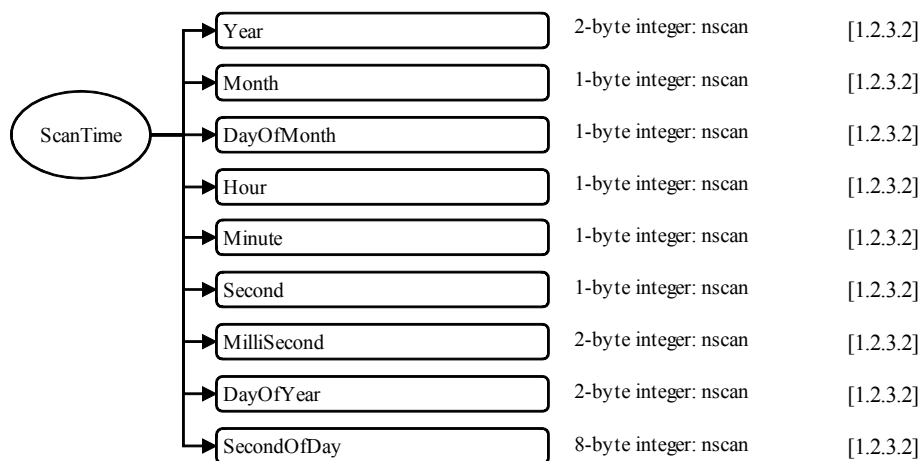 Year 2-byte integer: nscan [1.2.3.2]
Month 1-byte integer: nscan [1.2.3.2]
ScanTime
DayOfMonth 1-byte integer: nscan [1.2.3.2]
Hour 1-byte integer: nscan [1.2.3.2]
Minute 1-byte integer: nscan [1.2.3.2]
Second 1-byte integer: nscan [1.2.3.2]
MilliSecond 2-byte integer: nscan [1.2.3.2]
DayOfYear 2-byte integer: nscan [1.2.3.2]
SecondOfDay 8-byte integer: nscan [1.2.3.2]